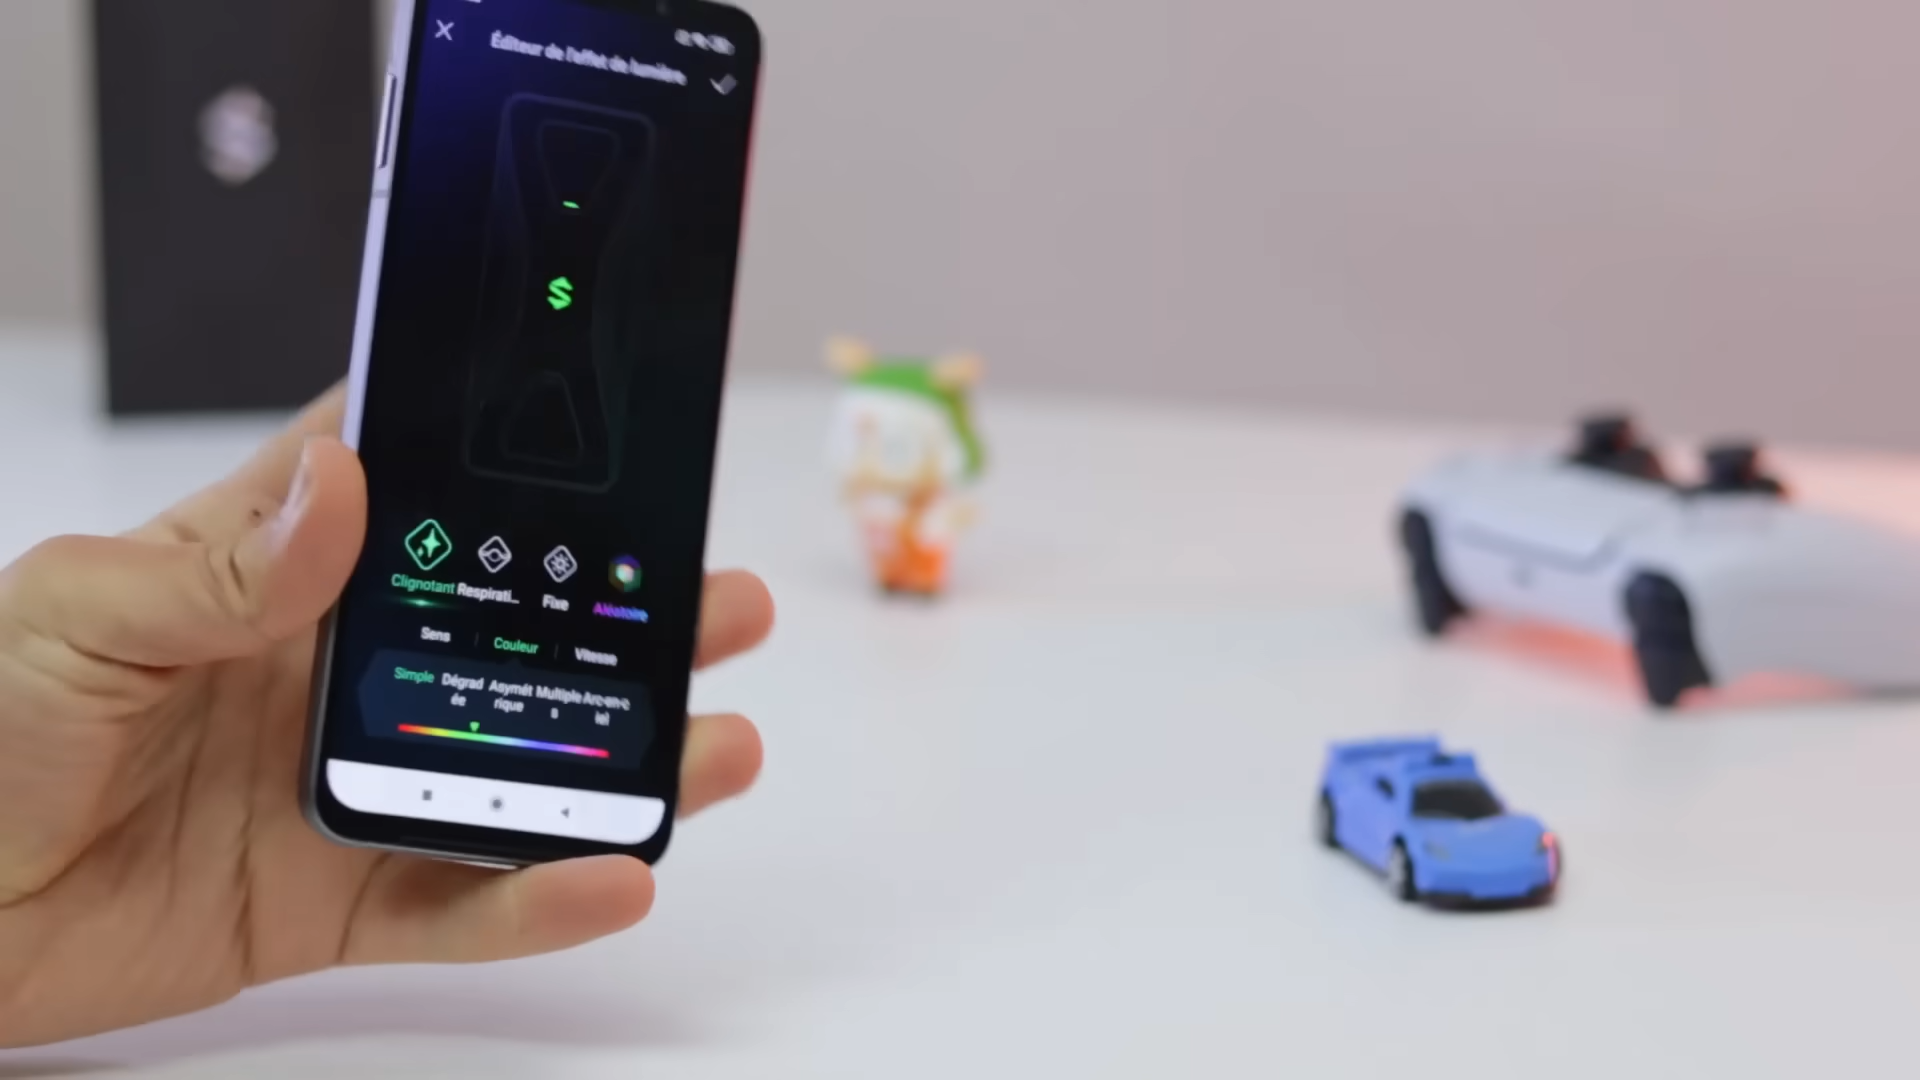 Éditeur de l'effet de lumière
Clignotant Respirati... Fixe Aléatoire
Sens Couleur Vitesse
Simple Dégrad Asymét Multiple Arc-en-c
ée rique s iel